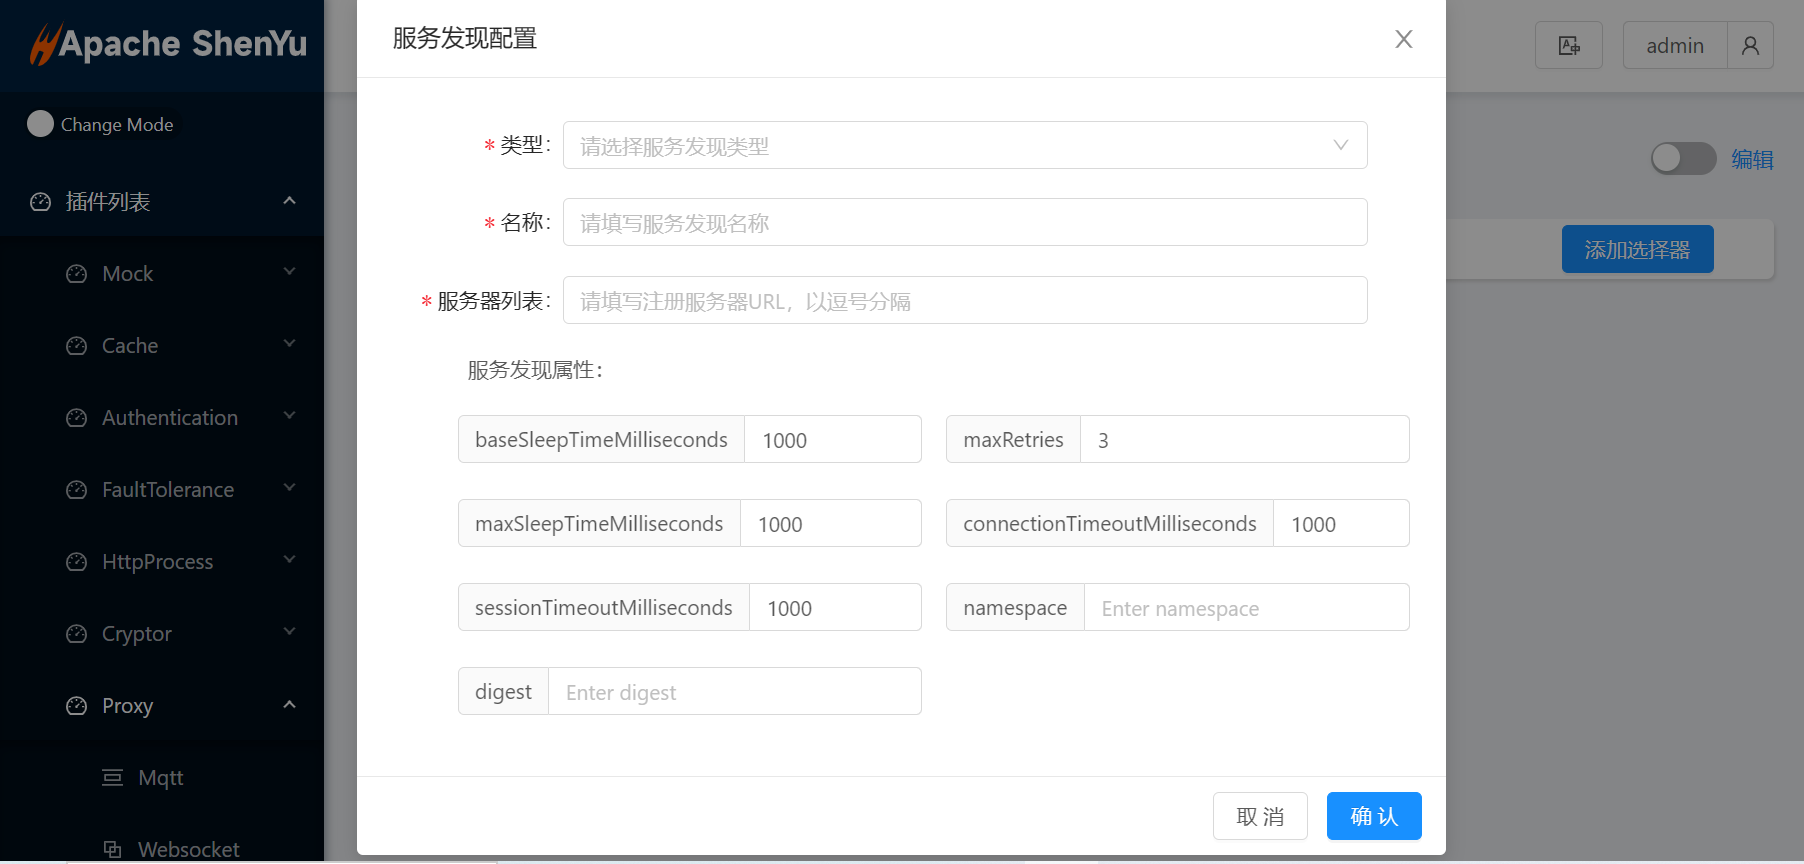 Apache ShenYu
Change Mode
插件列表
Mock
Cache
Authentication
FaultTolerance
HttpProcess
Cryptor
Proxy
Mqtt
Websocket
服务发现配置
* 类型：
请选择服务发现类型
* 名称：
请填写服务发现名称
* 服务器列表：
请填写注册服务器URL，以逗号分隔
服务发现属性：
baseSleepTimeMilliseconds 1000
maxRetries 3
maxSleepTimeMilliseconds 1000
connectionTimeoutMilliseconds 1000
sessionTimeoutMilliseconds 1000
namespace Enter namespace
digest Enter digest
取 消
确 认
admin
编辑
添加选择器